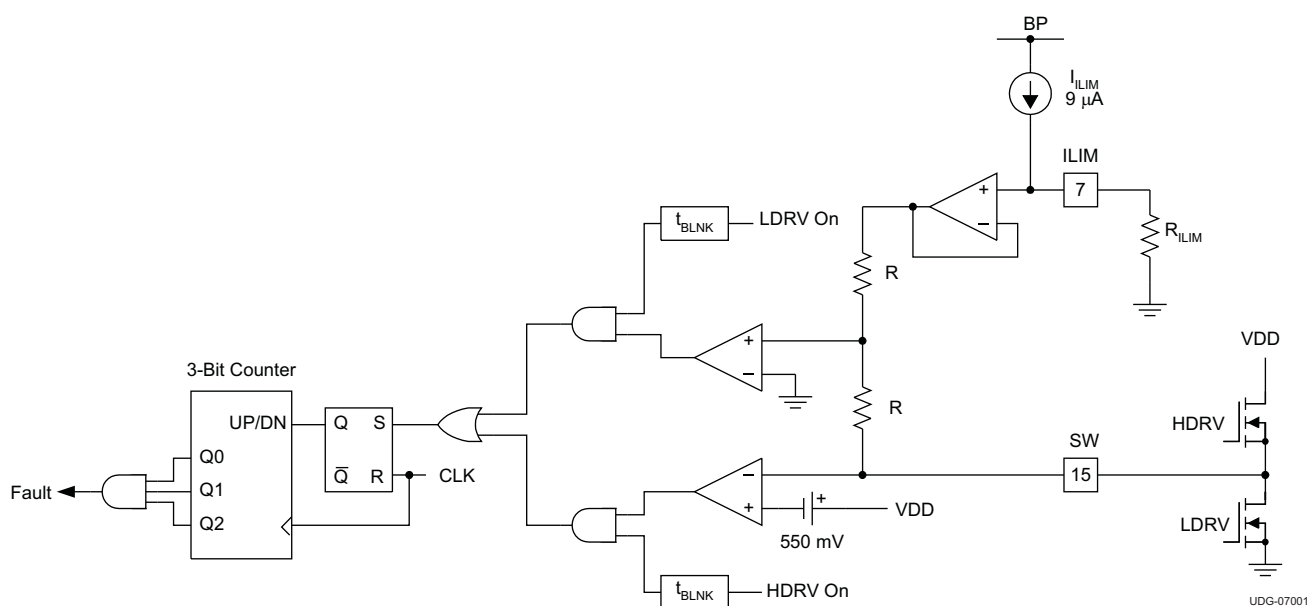 BP
I_ILIM
9 μA
ILIM
7
+
−
R_ILIM
t_BLNK
LDRV On
R
+
−
VDD
3-Bit Counter
R
HDRV
UP/DN
Q
S
SW
Q0
Q̅
R
CLK
−
15
Fault
Q1
+
+
VDD
Q2
LDRV
550 mV
t_BLNK
HDRV On
UDG-07001